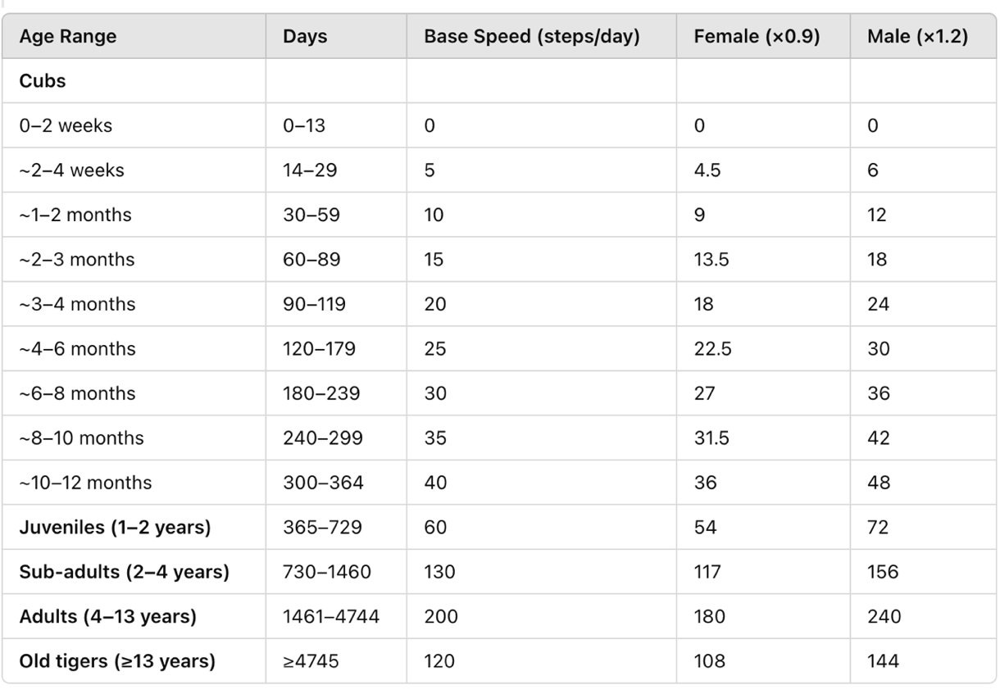 Age Range Days Base Speed (steps/day) Female (×0.9) Male (×1.2)
Cubs
0–2 weeks 0–13 0 0 0
~2–4 weeks 14–29 5 4.5 6
~1–2 months 30–59 10 9 12
~2–3 months 60–89 15 13.5 18
~3–4 months 90–119 20 18 24
~4–6 months 120–179 25 22.5 30
~6–8 months 180–239 30 27 36
~8–10 months 240–299 35 31.5 42
~10–12 months 300–364 40 36 48
Juveniles (1–2 years) 365–729 60 54 72
Sub-adults (2–4 years) 730–1460 130 117 156
Adults (4–13 years) 1461–4744 200 180 240
Old tigers (≥13 years) ≥4745 120 108 144